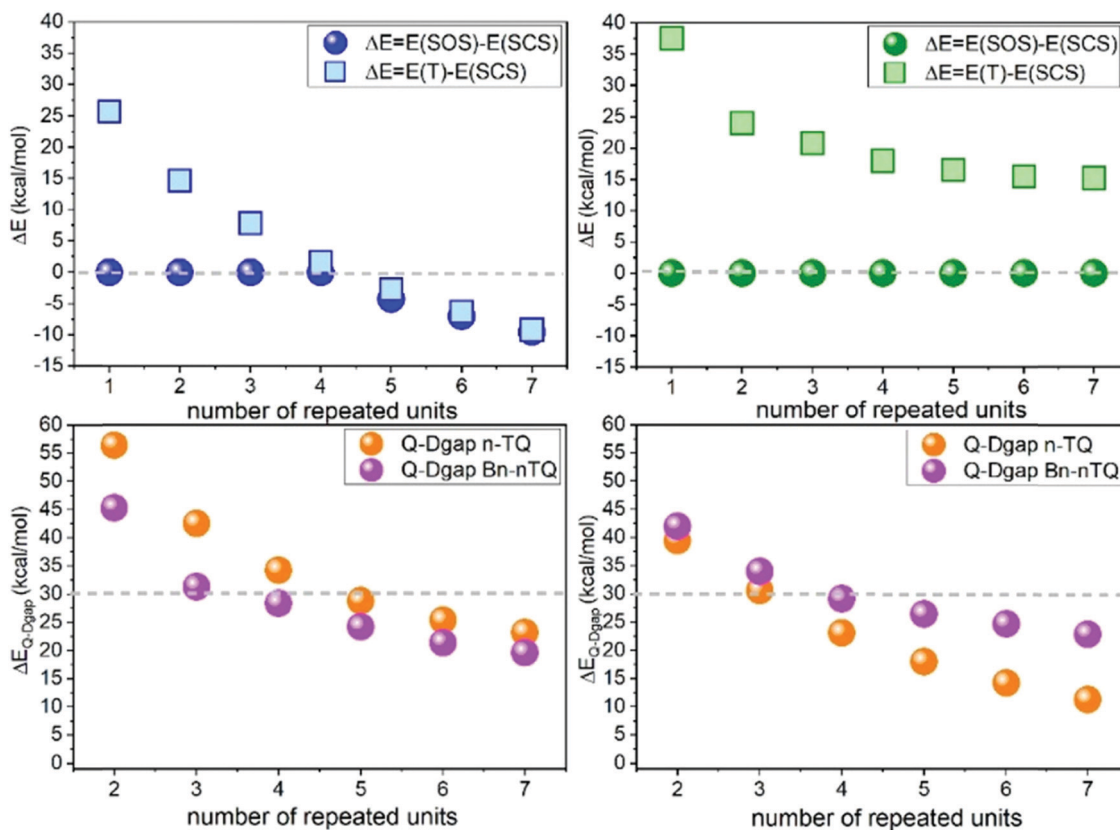 40
35
30
25
20
15
10
5
0
-5
-10
-15
ΔE (kcal/mol)
ΔE=E(SOS)-E(SCS)
ΔE=E(T)-E(SCS)
1 2 3 4 5 6 7
number of repeated units
40
35
30
25
20
15
10
5
0
-5
-10
-15
ΔE (kcal/mol)
ΔE=E(SOS)-E(SCS)
ΔE=E(T)-E(SCS)
1 2 3 4 5 6 7
number of repeated units
60
55
50
45
40
35
30
25
20
15
10
5
0
ΔE Q-Dgap (kcal/mol)
Q-Dgap n-TQ
Q-Dgap Bn-nTQ
2 3 4 5 6 7
number of repeated units
60
55
50
45
40
35
30
25
20
15
10
5
0
ΔE Q-Dgap (kcal/mol)
Q-Dgap n-TQ
Q-Dgap Bn-nTQ
2 3 4 5 6 7
number of repeated units